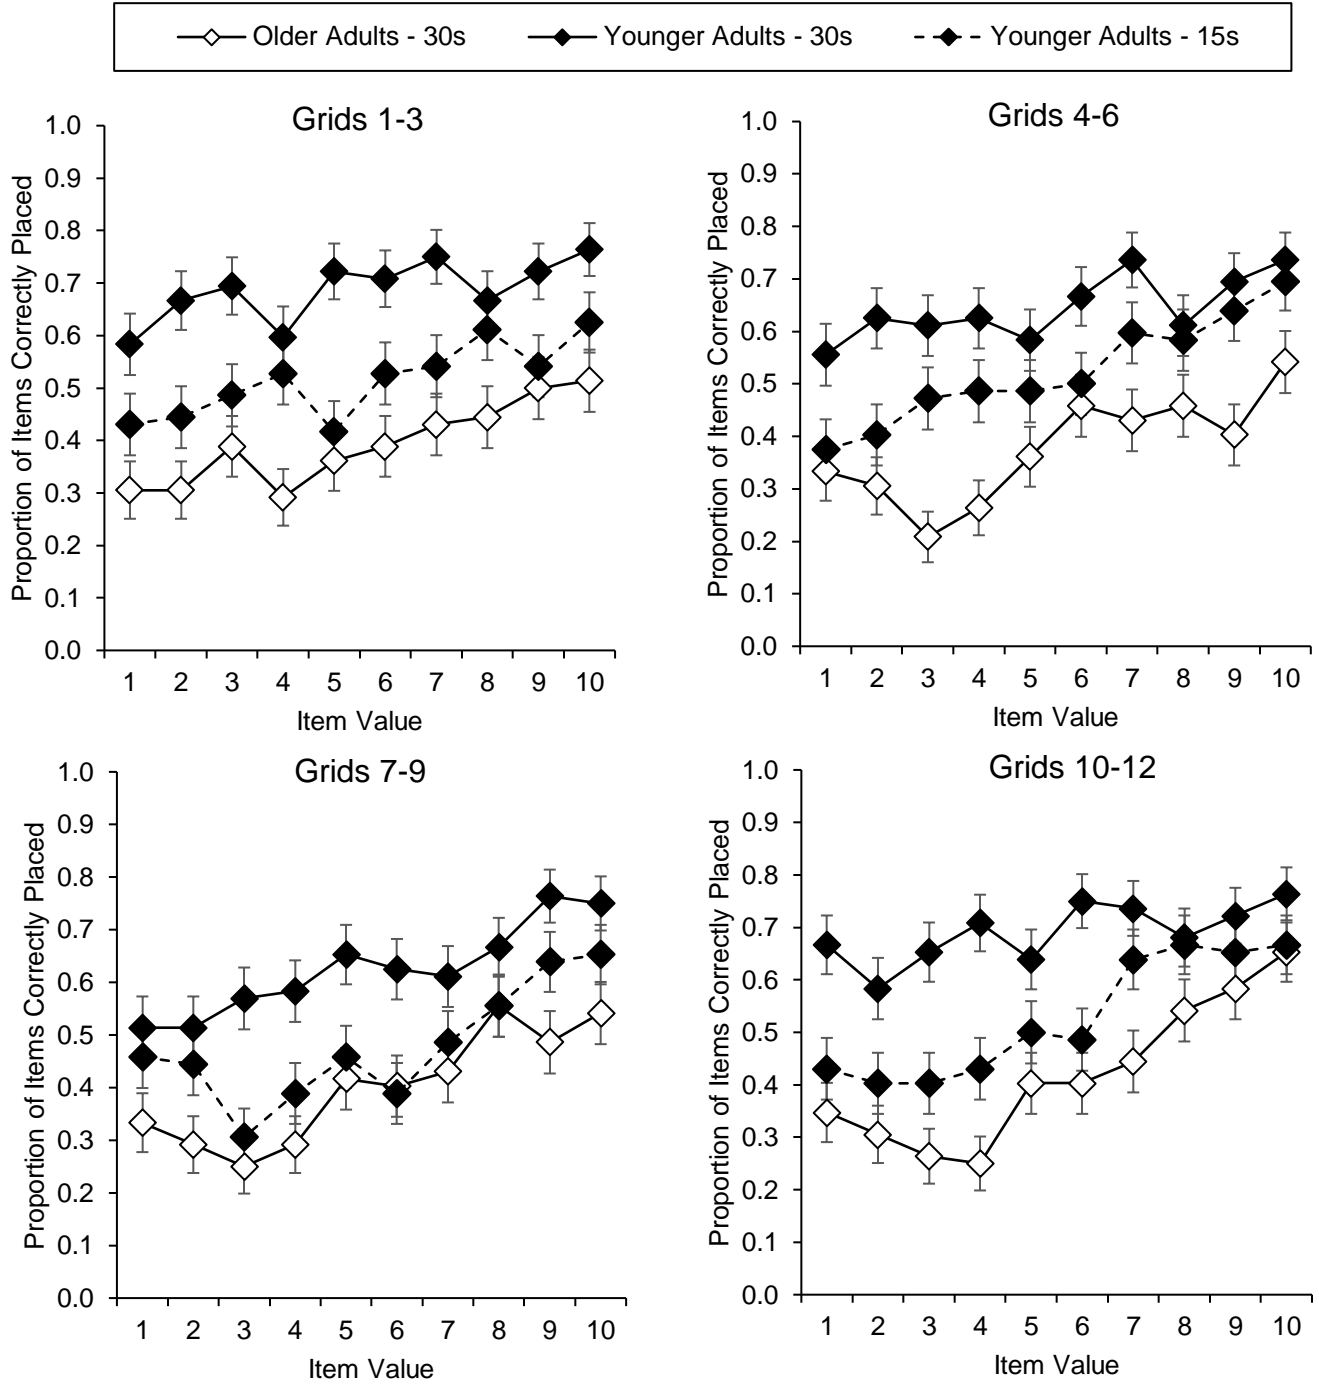 Older Adults - 30s Younger Adults - 30s Younger Adults - 15s
Grids 1-3
Proportion of Items Correctly Placed
1.0
0.9
0.8
0.7
0.6
0.5
0.4
0.3
0.2
0.1
0.0
1 2 3 4 5 6 7 8 9 10
Item Value
Grids 4-6
Proportion of Items Correctly Placed
1.0
0.9
0.8
0.7
0.6
0.5
0.4
0.3
0.2
0.1
0.0
1 2 3 4 5 6 7 8 9 10
Item Value
Grids 7-9
Proportion of Items Correctly Placed
1.0
0.9
0.8
0.7
0.6
0.5
0.4
0.3
0.2
0.1
0.0
1 2 3 4 5 6 7 8 9 10
Item Value
Grids 10-12
Proportion of Items Correctly Placed
1.0
0.9
0.8
0.7
0.6
0.5
0.4
0.3
0.2
0.1
0.0
1 2 3 4 5 6 7 8 9 10
Item Value